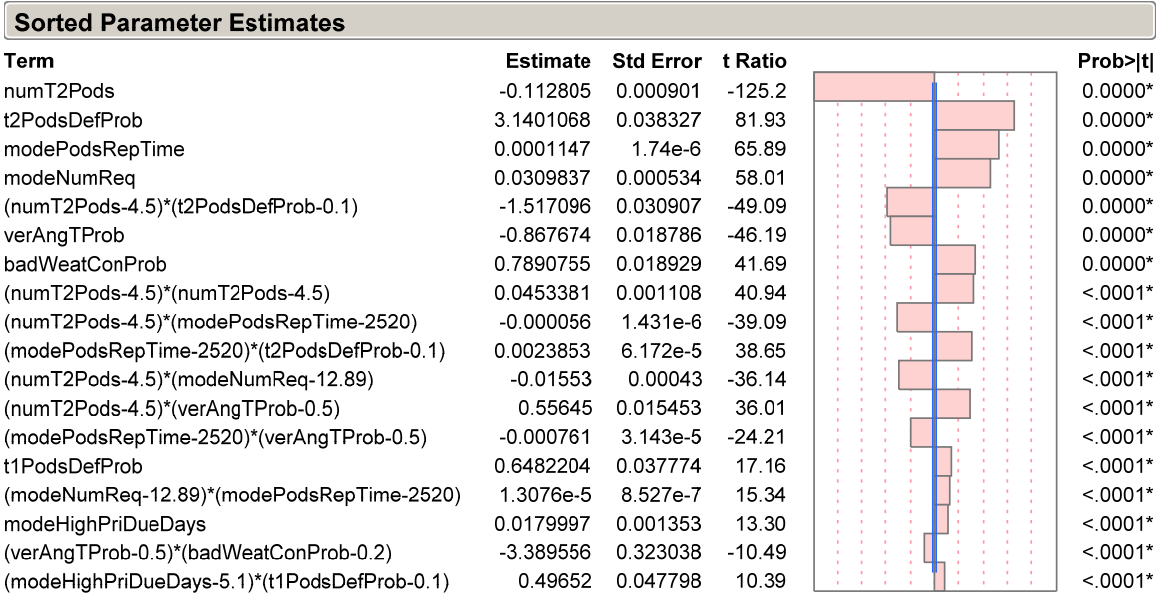 Sorted Parameter Estimates
Term Estimate Std Error t Ratio Prob>|t|
numT2Pods -0.112805 0.000901 -125.2 0.0000*
t2PodsDefProb 3.1401068 0.038327 81.93 0.0000*
modePodsRepTime 0.0001147 1.74e-6 65.89 0.0000*
modeNumReq 0.0309837 0.000534 58.01 0.0000*
(numT2Pods-4.5)*(t2PodsDefProb-0.1) -1.517096 0.030907 -49.09 0.0000*
verAngTProb -0.867674 0.018786 -46.19 0.0000*
badWeatConProb 0.7890755 0.018929 41.69 0.0000*
(numT2Pods-4.5)*(numT2Pods-4.5) 0.0453381 0.001108 40.94 <.0001*
(numT2Pods-4.5)*(modePodsRepTime-2520) -0.000056 1.431e-6 -39.09 <.0001*
(modePodsRepTime-2520)*(t2PodsDefProb-0.1) 0.0023853 6.172e-5 38.65 <.0001*
(numT2Pods-4.5)*(modeNumReq-12.89) -0.01553 0.00043 -36.14 <.0001*
(numT2Pods-4.5)*(verAngTProb-0.5) 0.55645 0.015453 36.01 <.0001*
(modePodsRepTime-2520)*(verAngTProb-0.5) -0.000761 3.143e-5 -24.21 <.0001*
t1PodsDefProb 0.6482204 0.037774 17.16 <.0001*
(modeNumReq-12.89)*(modePodsRepTime-2520) 1.3076e-5 8.527e-7 15.34 <.0001*
modeHighPriDueDays 0.0179997 0.001353 13.30 <.0001*
(verAngTProb-0.5)*(badWeatConProb-0.2) -3.389556 0.323038 -10.49 <.0001*
(modeHighPriDueDays-5.1)*(t1PodsDefProb-0.1) 0.49652 0.047798 10.39 <.0001*